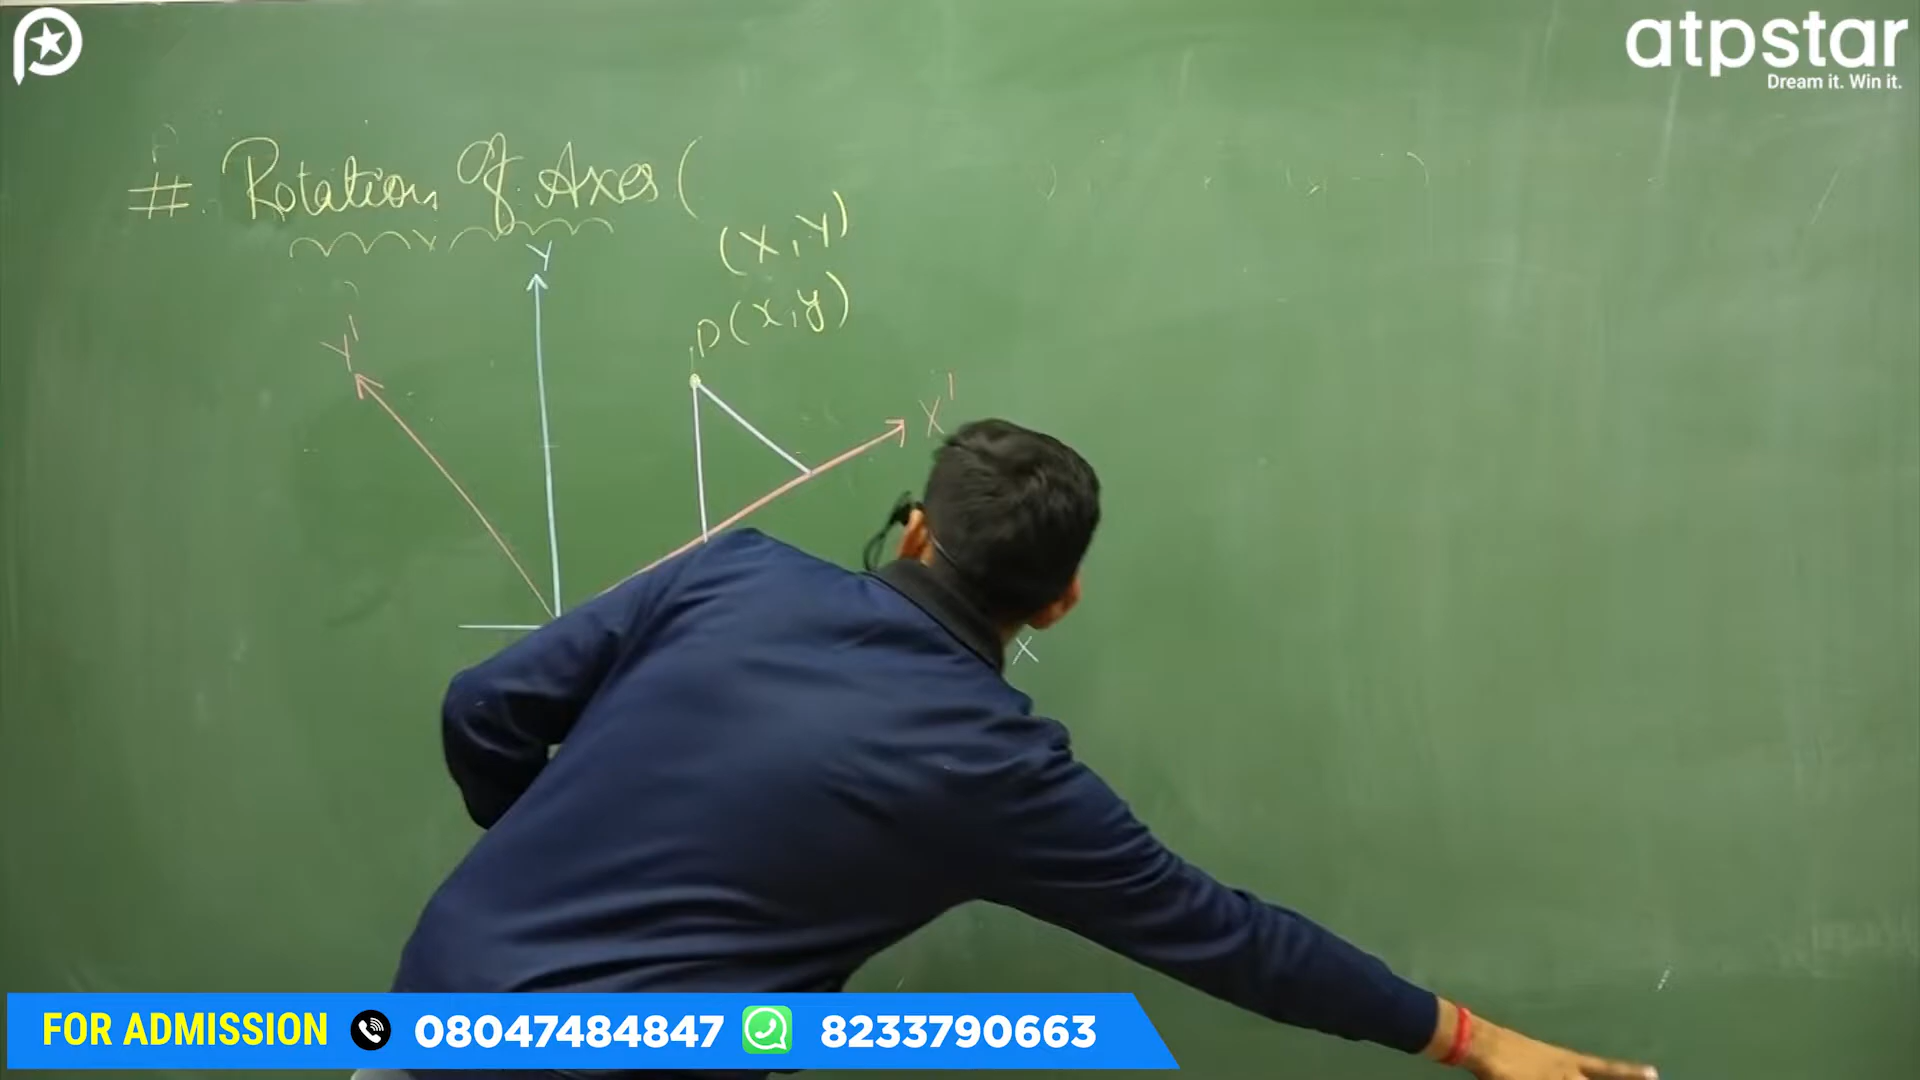 atpstar
Dream it. Win it.
# Rotation Of Axes (
(X, Y)
P(x, y)
Y
Y'
X'
X
FOR ADMISSION 08047484847 8233790663